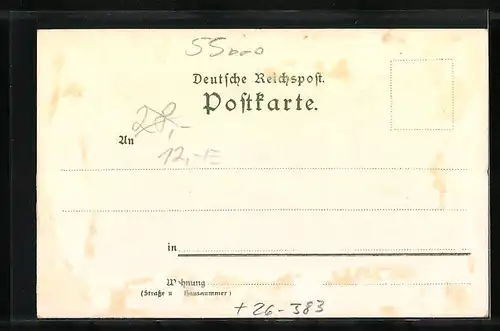 55000
Deutsche Reichspost.
Postkarte.
28,-
An
12,-E
in
Wohnung
(Straße u Hausnummer)
+ 26-383